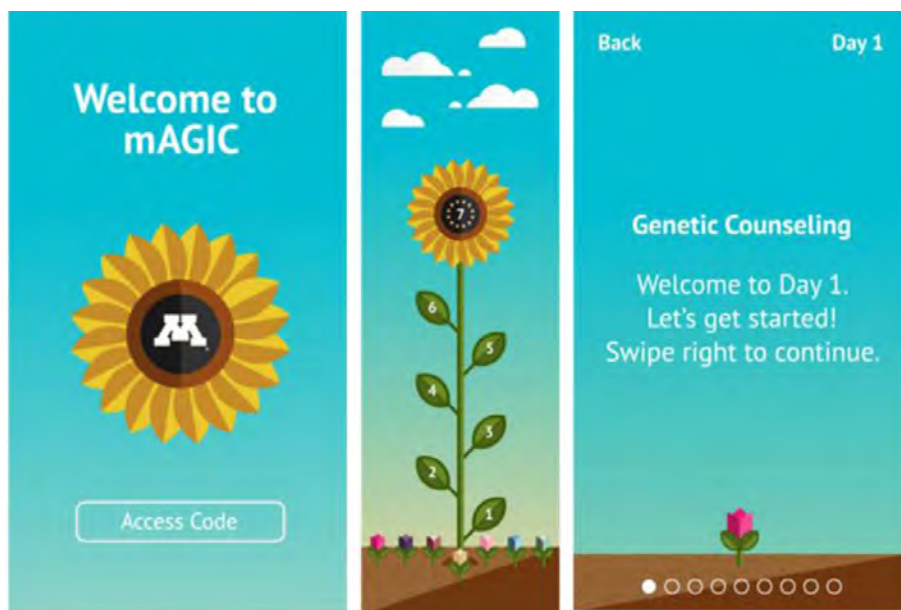 Welcome to
mAGIC
M
Access Code
7
6
5
4
3
2
1
Back
Day 1
Genetic Counseling
Welcome to Day 1.
Let's get started!
Swipe right to continue.